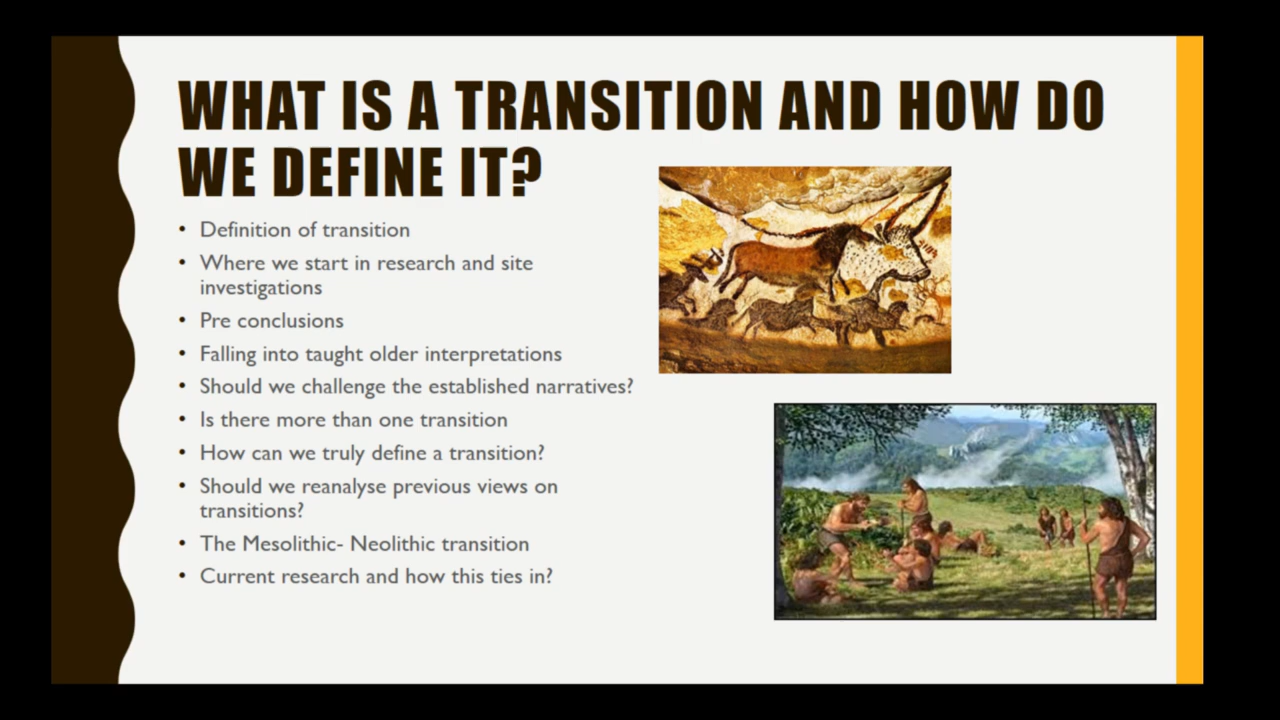 WHAT IS A TRANSITION AND HOW DO
WE DEFINE IT?
• Definition of transition
• Where we start in research and site
investigations
• Pre conclusions
• Falling into taught older interpretations
• Should we challenge the established narratives?
• Is there more than one transition
• How can we truly define a transition?
• Should we reanalyse previous views on
transitions?
• The Mesolithic- Neolithic transition
• Current research and how this ties in?